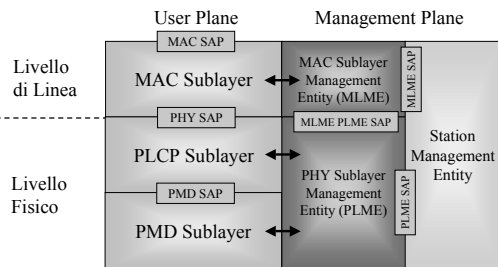 User Plane
Management Plane
Livello
di Linea
MAC SAP
MAC Sublayer
MAC Sublayer
Management
Entity (MLME)
MLME SAP
PHY SAP
MLME PLME SAP
Livello
Fisico
PLCP Sublayer
PMD SAP
PMD Sublayer
PHY Sublayer
Management
Entity (PLME)
PLME SAP
Station
Management
Entity